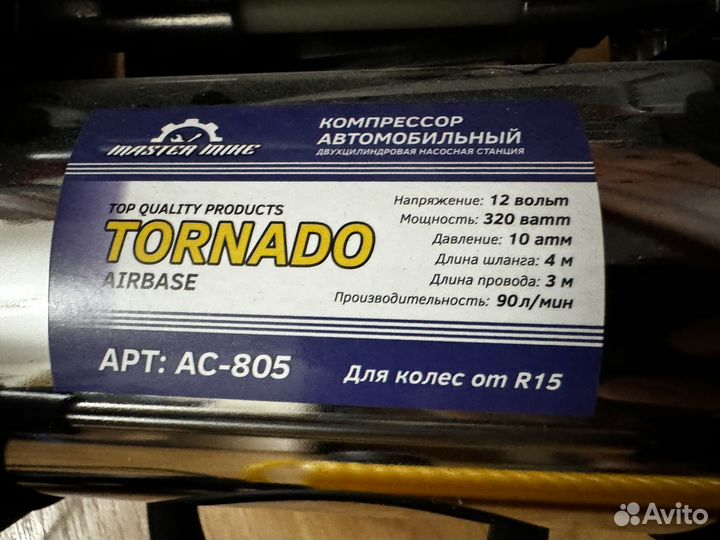 MASTER MIKE
КОМПРЕССОР
АВТОМОБИЛЬНЫЙ
ДВУХЦИЛИНДРОВАЯ НАСОСНАЯ СТАНЦИЯ
TOP QUALITY PRODUCTS
TORNADO
AIRBASE
Напряжение: 12 вольт
Мощность: 320 ватт
Давление: 10 атм
Длина шланга: 4 м
Длина провода: 3 м
Производительность: 90 л/мин
АРТ: АС-805
Для колес от R15
Avito